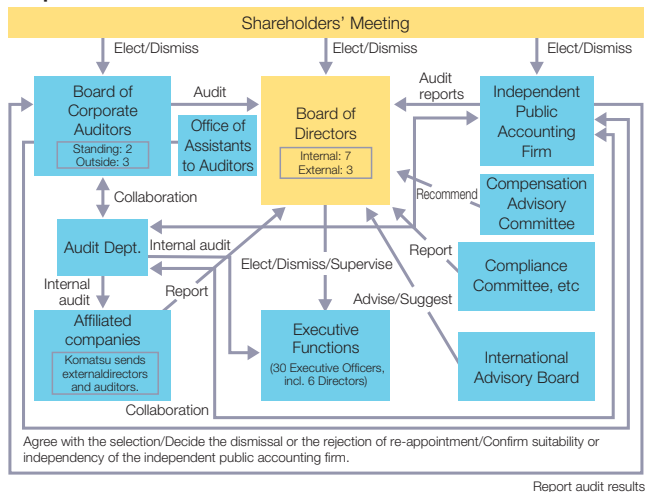 Shareholders' Meeting
Elect/Dismiss
Elect/Dismiss
Elect/Dismiss
Board of
Corporate
Auditors
Standing: 2
Outside: 3
Audit
Office of
Assistants
to Auditors
Board of
Directors
Internal: 7
External: 3
Audit
reports
Independent
Public
Accounting
Firm
Collaboration
Recommend
Compensation
Advisory
Committee
Audit Dept.
Internal audit
Elect/Dismiss/Supervise
Report
Compliance
Committee, etc
Internal
audit
Report
Advise/Suggest
Affiliated
companies
Komatsu sends
externaldirectors
and auditors.
Executive
Functions
(30 Executive Officers,
incl. 6 Directors)
International
Advisory Board
Collaboration
Agree with the selection/Decide the dismissal or the rejection of re-appointment/Confirm suitability or
independency of the independent public accounting firm.
Report audit results